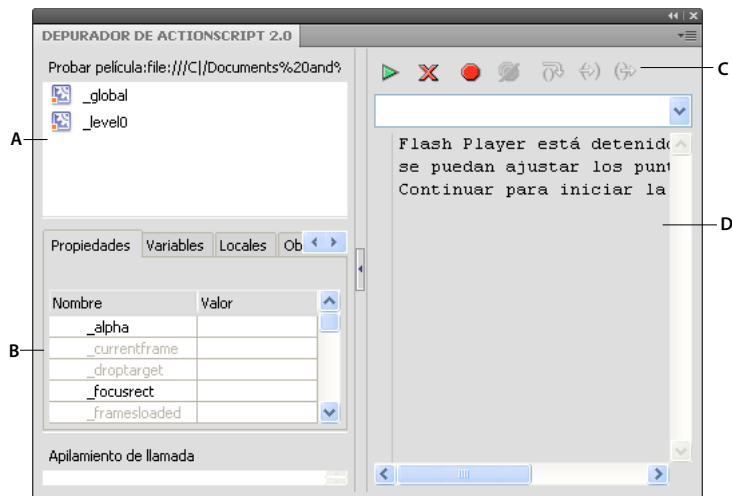 DEPURADOR DE ACTIONSCRIPT 2.0
Probar película:file:///C|/Documents%20and%
_global
_level0
A
Propiedades Variables Locales Ob
Nombre Valor
_alpha
_currentframe
_droptarget
_focusrect
_framesloaded
B
Apilamiento de llamada
C
Flash Player está detenido
se puedan ajustar los punt
Continuar para iniciar la
D